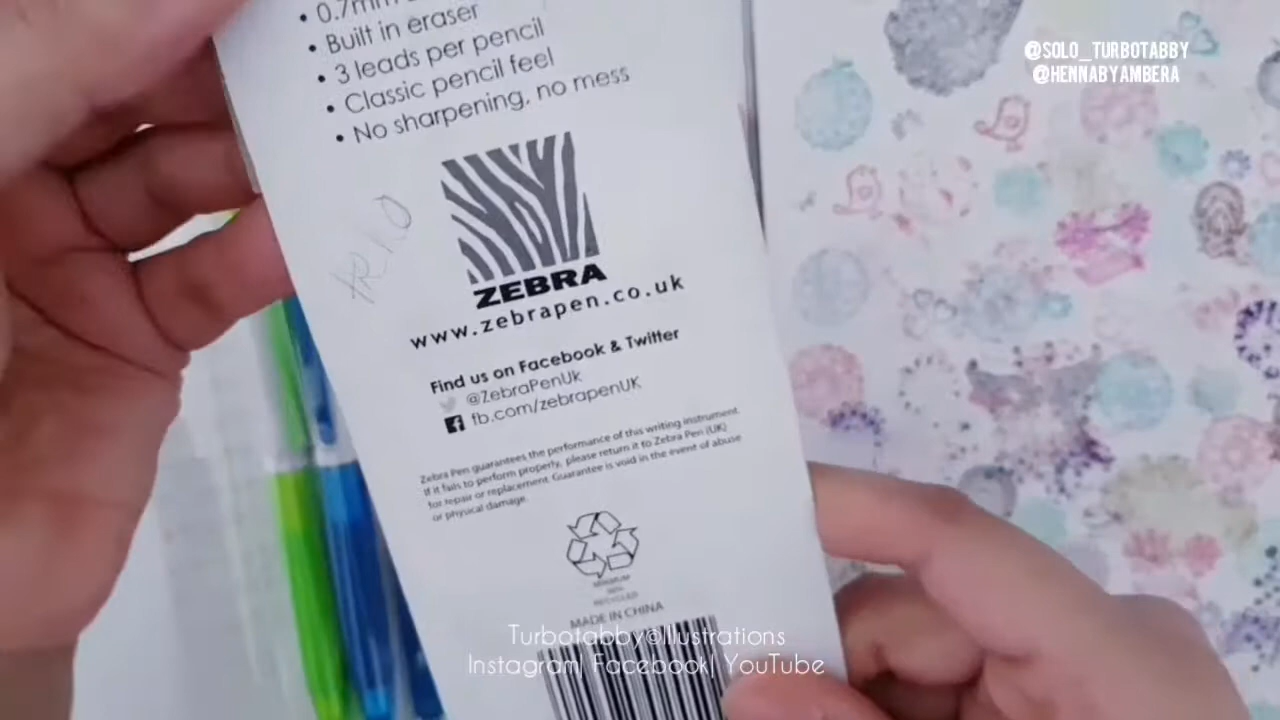 @SOLO_TURBOTABBY
@HENNABYAMBERA
• 0.7mm
• Built in eraser
• 3 leads per pencil
• Classic pencil feel
• No sharpening, no mess
ZEBRA
www.zebrapen.co.uk
Find us on Facebook & Twitter
@ZebraPenUk
fb.com/zebrapenUK
Zebra Pen guarantees the performance of this writing instrument.
If it fails to perform properly, please return it to Zebra Pen (UK)
for repair or replacement. Guarantee is void in the event of abuse
or physical damage.
MINIMUM
RECYCLED
MADE IN CHINA
Turbotabby©Illustrations
Instagram| Facebook| YouTube